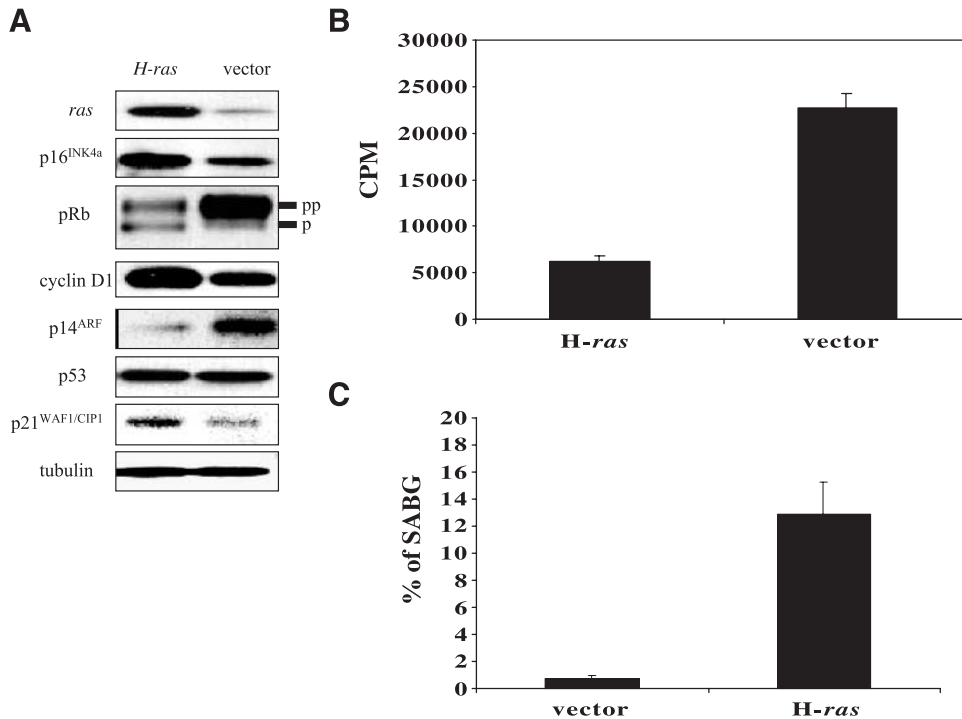 A
H-ras vector
ras
p16INK4a
pRb
pp
p
cyclin D1
p14ARF
p53
p21WAF1/CIP1
tubulin
B
CPM
30000
25000
20000
15000
10000
5000
0
H-ras vector
C
% of SABG
20
18
16
14
12
10
8
6
4
2
0
vector H-ras